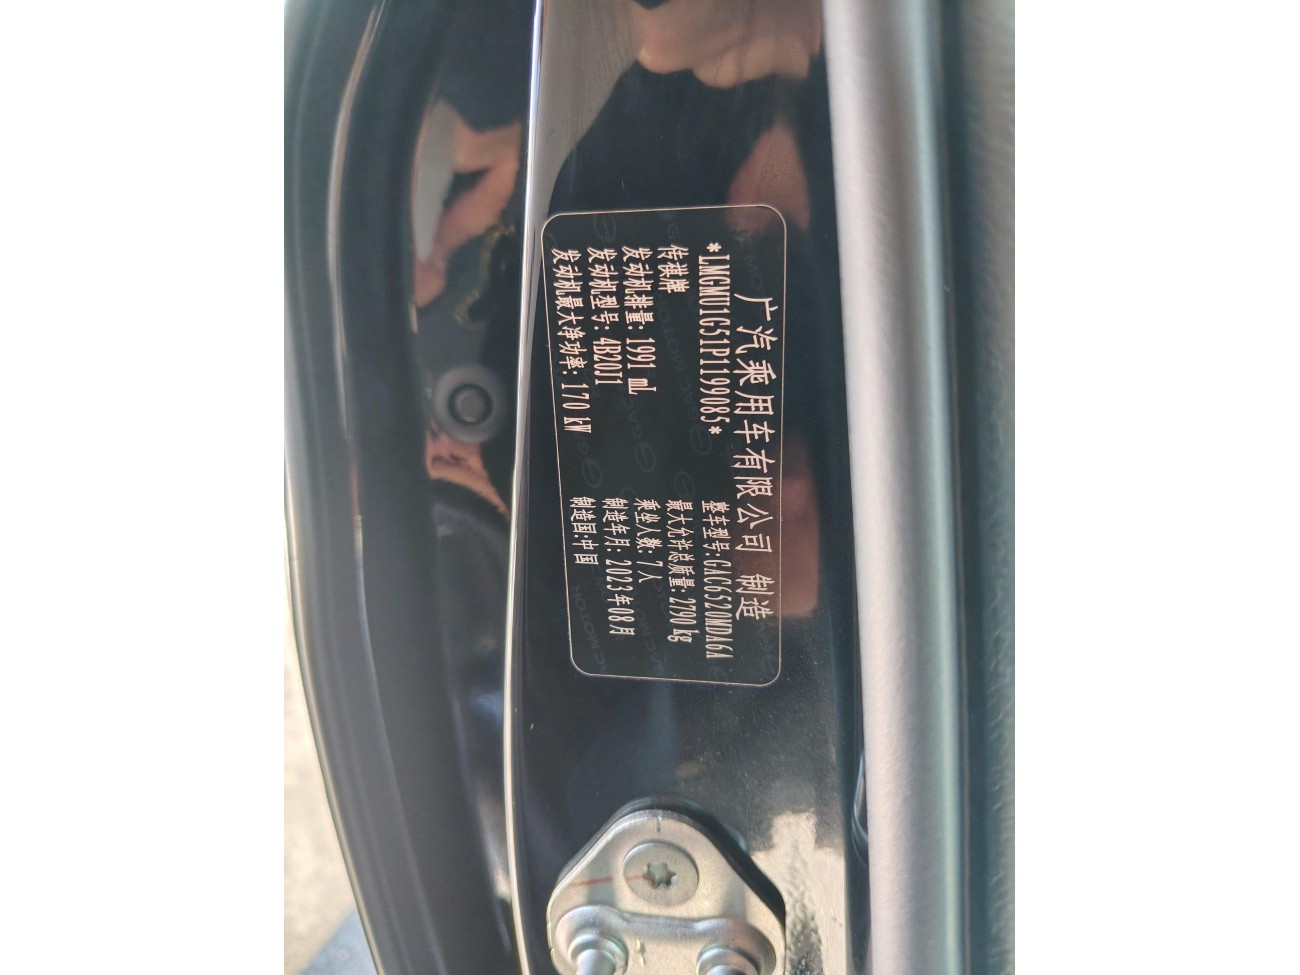 广汽乘用车有限公司 制造
*LMGMU1G51P1199085*
传祺牌
发动机排量: 1991 mL
发动机型号: 4B20J1
发动机最大净功率: 170 kW
整车型号:GAC6520MDA6A
最大允许总质量: 2790 kg
乘坐人数: 7人
制造年月: 2023年08月
制造国:中国
GAC MOTOR